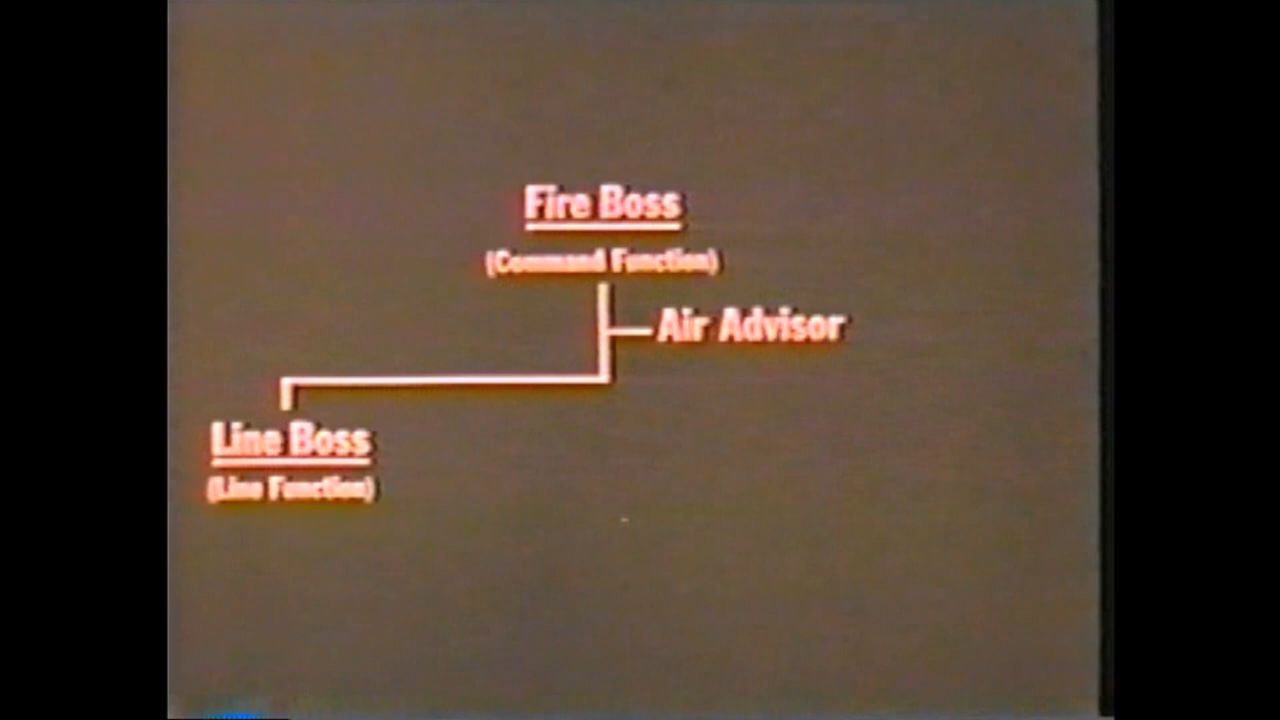 Fire Boss
(Command Function)
Air Advisor
Line Boss
(Line Function)